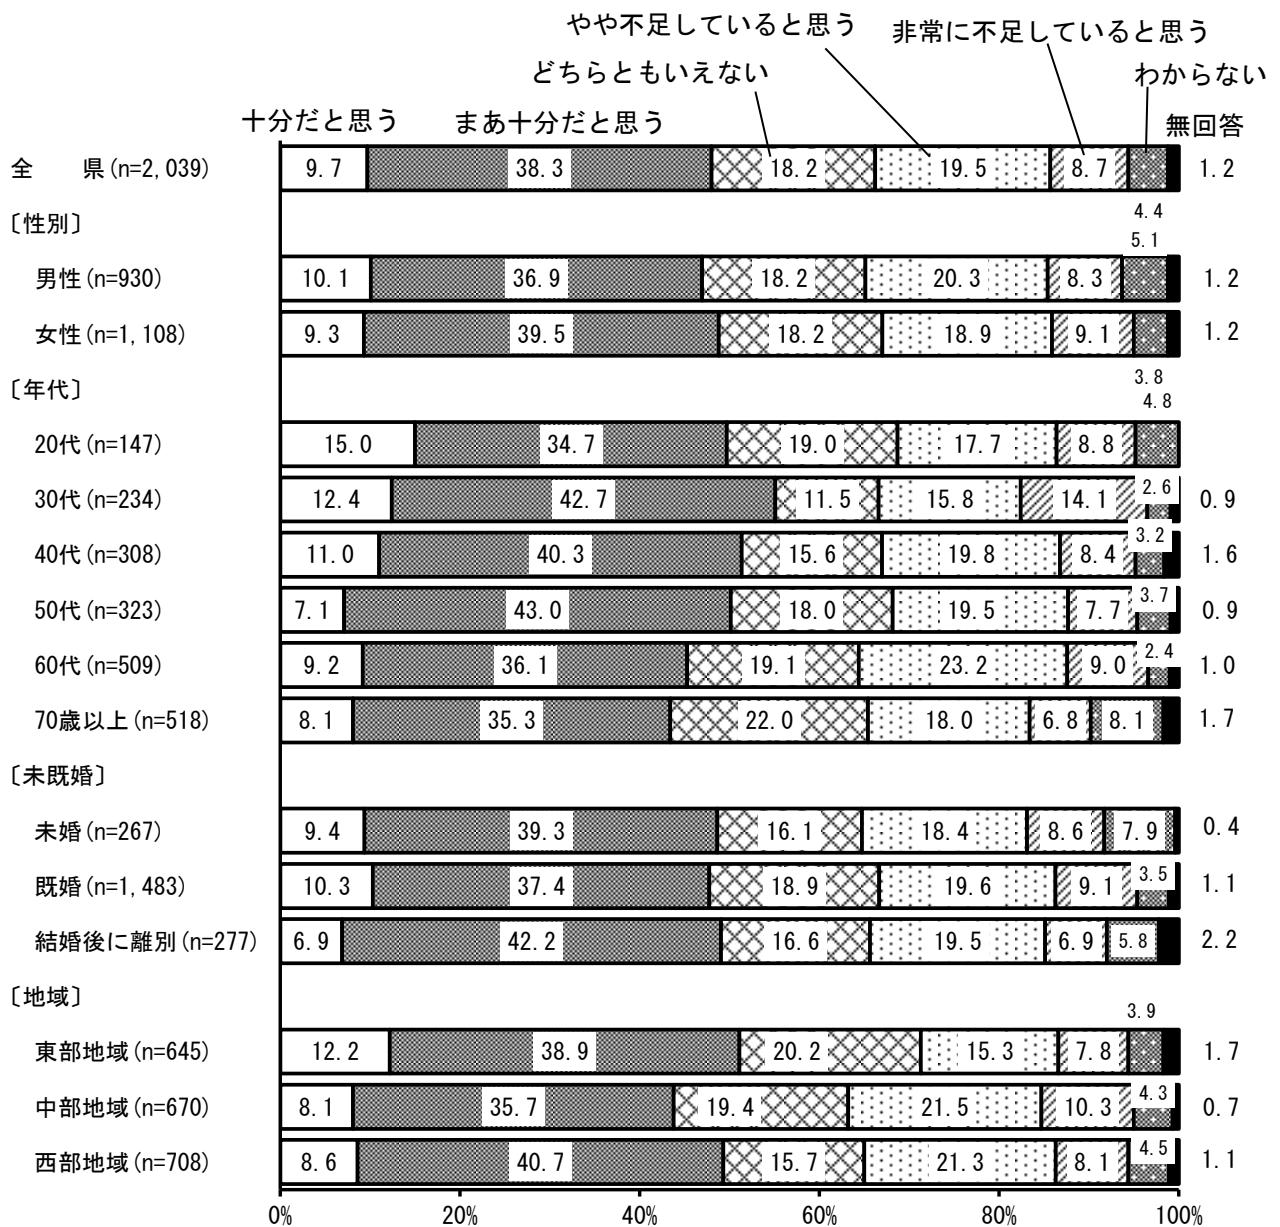 やや不足していると思う
非常に不足していると思う
どちらともいえない
わからない
十分だと思う
まあ十分だと思う
無回答
全 県(n=2,039) 9.7 38.3 18.2 19.5 8.7 1.2
4.4
〔性別〕
5.1
男性(n=930) 10.1 36.9 18.2 20.3 8.3 1.2
女性(n=1,108) 9.3 39.5 18.2 18.9 9.1 1.2
3.8
〔年代〕
4.8
20代(n=147) 15.0 34.7 19.0 17.7 8.8
30代(n=234) 12.4 42.7 11.5 15.8 14.1 2.6 0.9
40代(n=308) 11.0 40.3 15.6 19.8 8.4 3.2 1.6
50代(n=323) 7.1 43.0 18.0 19.5 7.7 3.7 0.9
60代(n=509) 9.2 36.1 19.1 23.2 9.0 2.4 1.0
70歳以上(n=518) 8.1 35.3 22.0 18.0 6.8 8.1 1.7
〔未既婚〕
未婚(n=267) 9.4 39.3 16.1 18.4 8.6 7.9 0.4
既婚(n=1,483) 10.3 37.4 18.9 19.6 9.1 3.5 1.1
結婚後に離別(n=277) 6.9 42.2 16.6 19.5 6.9 5.8 2.2
〔地域〕
3.9
東部地域(n=645) 12.2 38.9 20.2 15.3 7.8 1.7
中部地域(n=670) 8.1 35.7 19.4 21.5 10.3 4.3 0.7
西部地域(n=708) 8.6 40.7 15.7 21.3 8.1 4.5 1.1
0% 20% 40% 60% 80% 100%